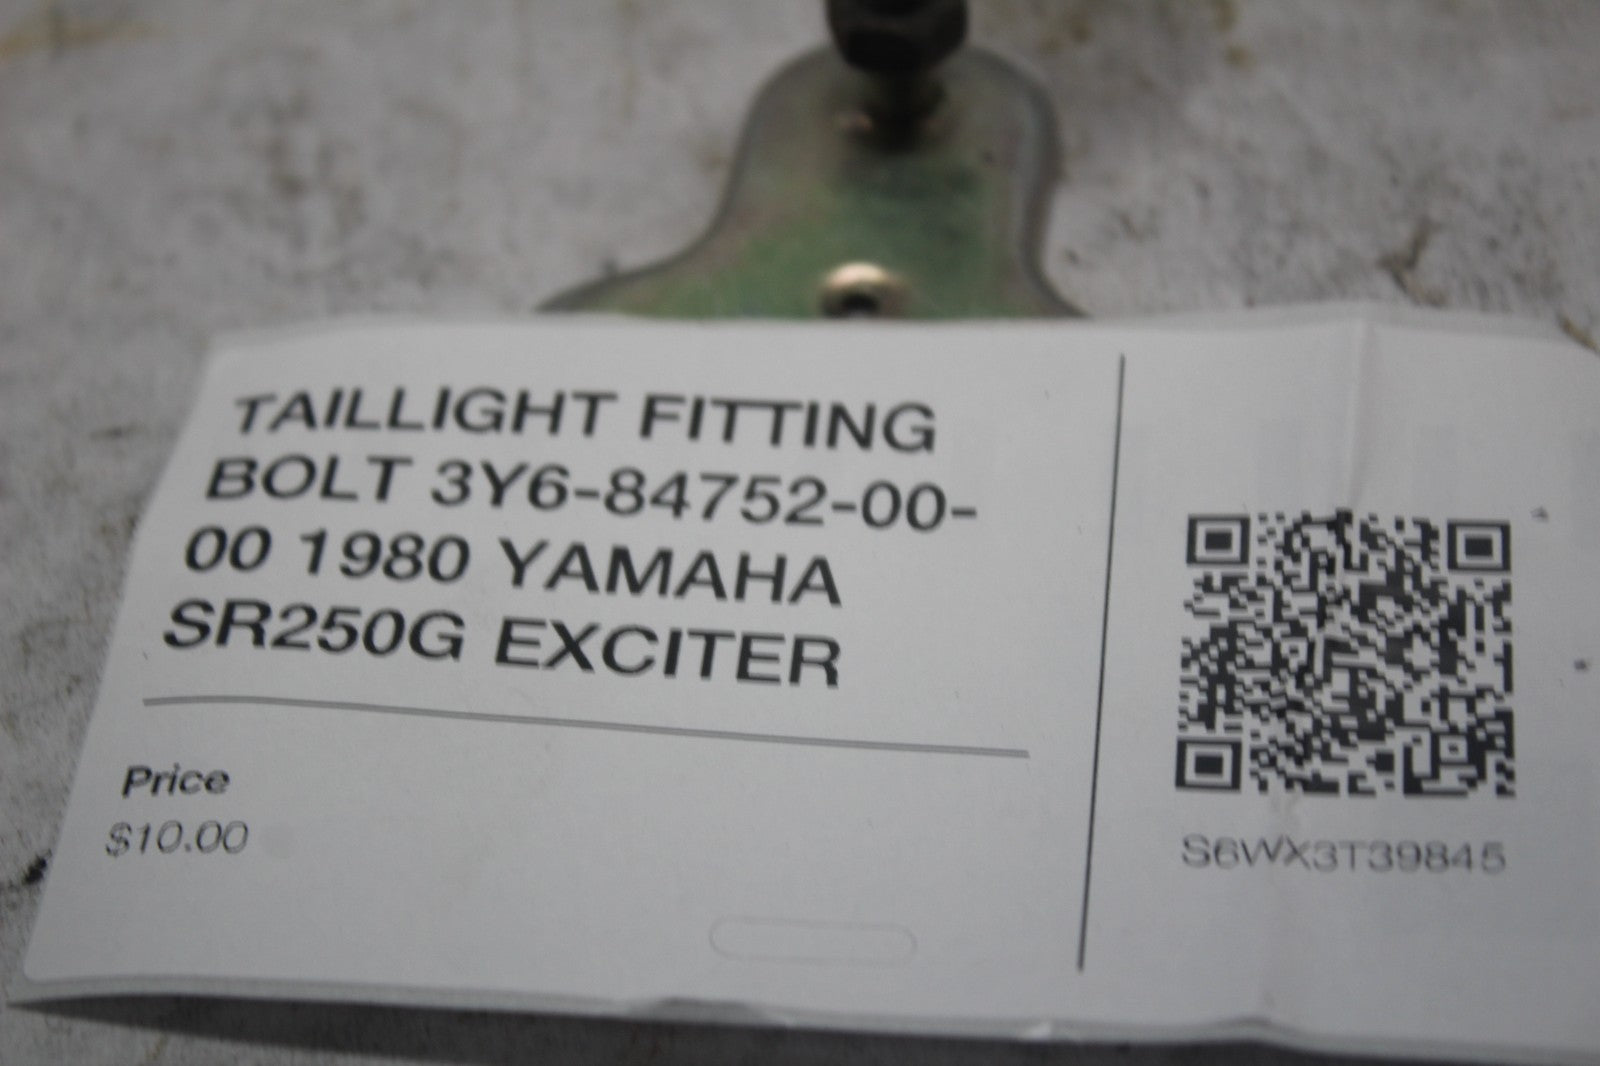 TAILLIGHT FITTING
BOLT 3Y6-84752-00-
00 1980 YAMAHA
SR250G EXCITER
Price
$10.00
S6WX3T39845